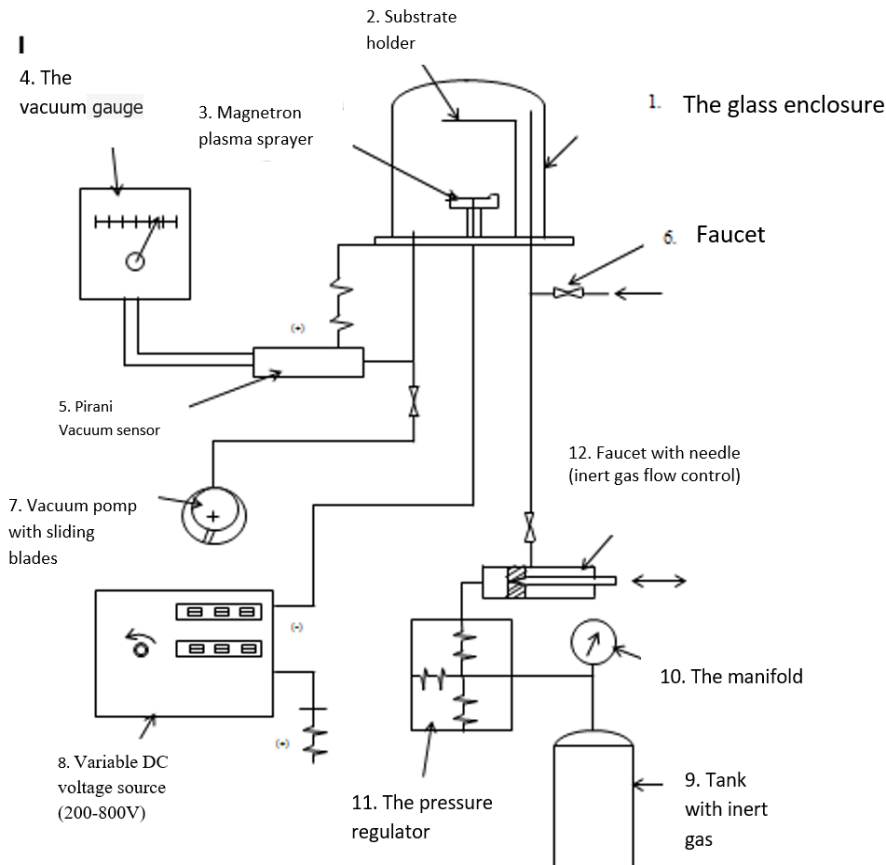 2. Substrate
holder
I
4. The
vacuum gauge
3. Magnetron
plasma sprayer
1. The glass enclosure
6. Faucet
(+)
5. Pirani
Vacuum sensor
12. Faucet with needle
(inert gas flow control)
7. Vacuum pomp
with sliding
blades
(-)
10. The manifold
(+)
8. Variable DC
voltage source
(200-800V)
11. The pressure
regulator
9. Tank
with inert
gas